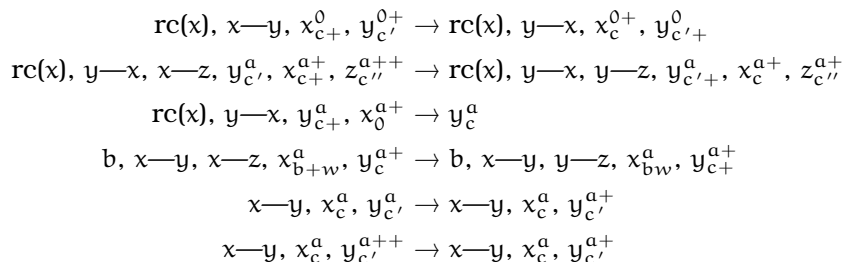 rc(x), x—y, x^0_{c+}, y^{0+}_{c'} → rc(x), y—x, x^{0+}_c, y^0_{c'+}
rc(x), y—x, x—z, y^a_{c'}, x^{a+}_{c+}, z^{a++}_{c''} → rc(x), y—x, y—z, y^a_{c'+}, x^{a+}_c, z^{a+}_{c''}
rc(x), y—x, y^a_{c+}, x^{a+}_0 → y^a_c
b, x—y, x—z, x^a_{b+w}, y^{a+}_c → b, x—y, y—z, x^a_{bw}, y^{a+}_{c+}
x—y, x^a_c, y^a_{c'} → x—y, x^a_c, y^{a+}_{c'}
x—y, x^a_c, y^{a++}_{c'} → x—y, x^a_c, y^{a+}_{c'}